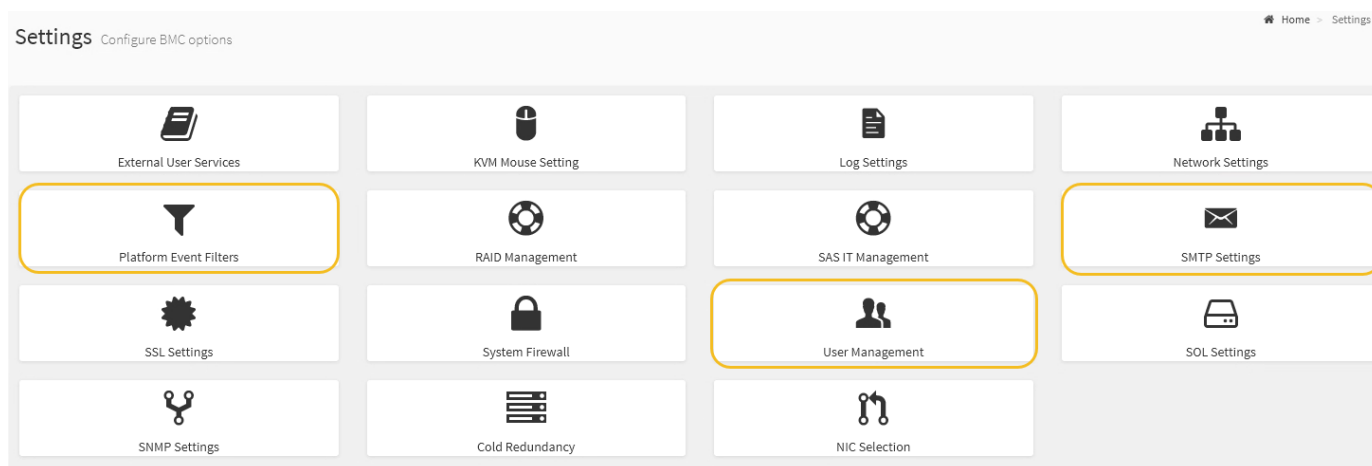 Home > Settings
Settings Configure BMC options
External User Services
KVM Mouse Setting
Log Settings
Network Settings
Platform Event Filters
RAID Management
SAS IT Management
SMTP Settings
SSL Settings
System Firewall
User Management
SOL Settings
SNMP Settings
Cold Redundancy
NIC Selection